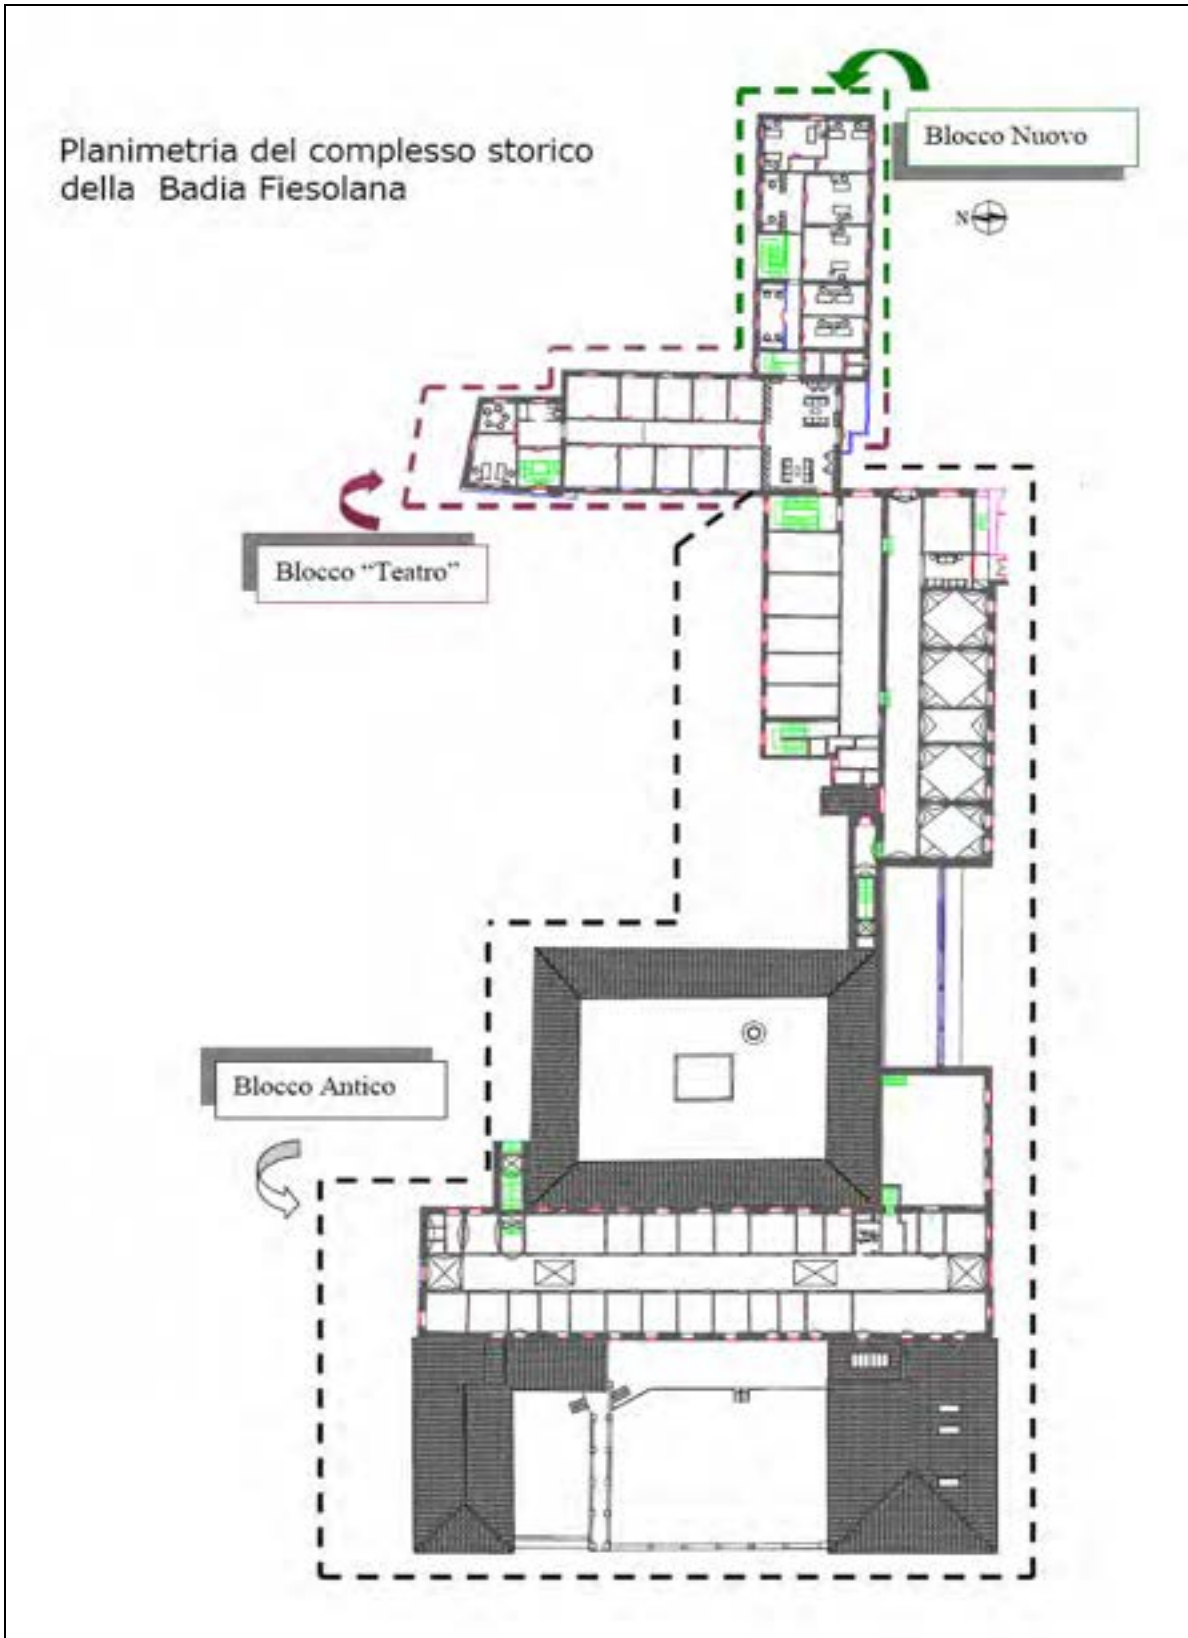 Planimetria del complesso storico
della Badia Fiesolana
Blocco Nuovo
N
Blocco “Teatro”
Blocco Antico